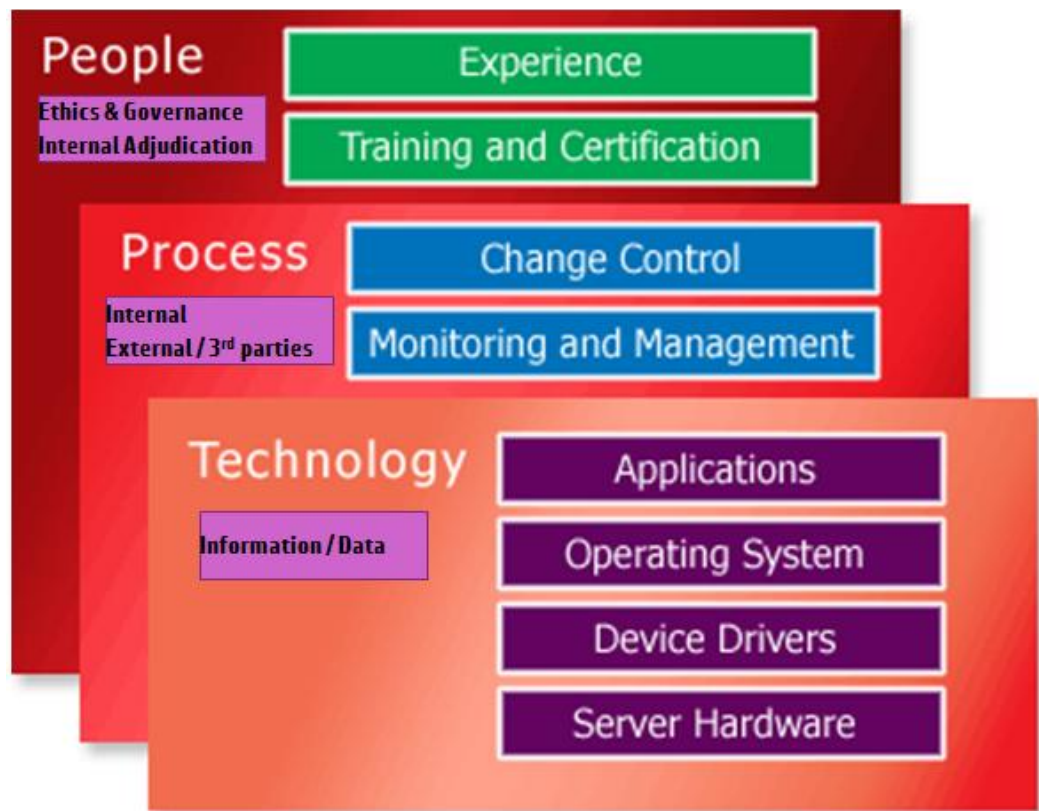 People
Experience
Ethics & Governance
Internal Adjudication
Training and Certification
Process
Change Control
Internal
External / 3rd parties
Monitoring and Management
Technology
Applications
Information / Data
Operating System
Device Drivers
Server Hardware